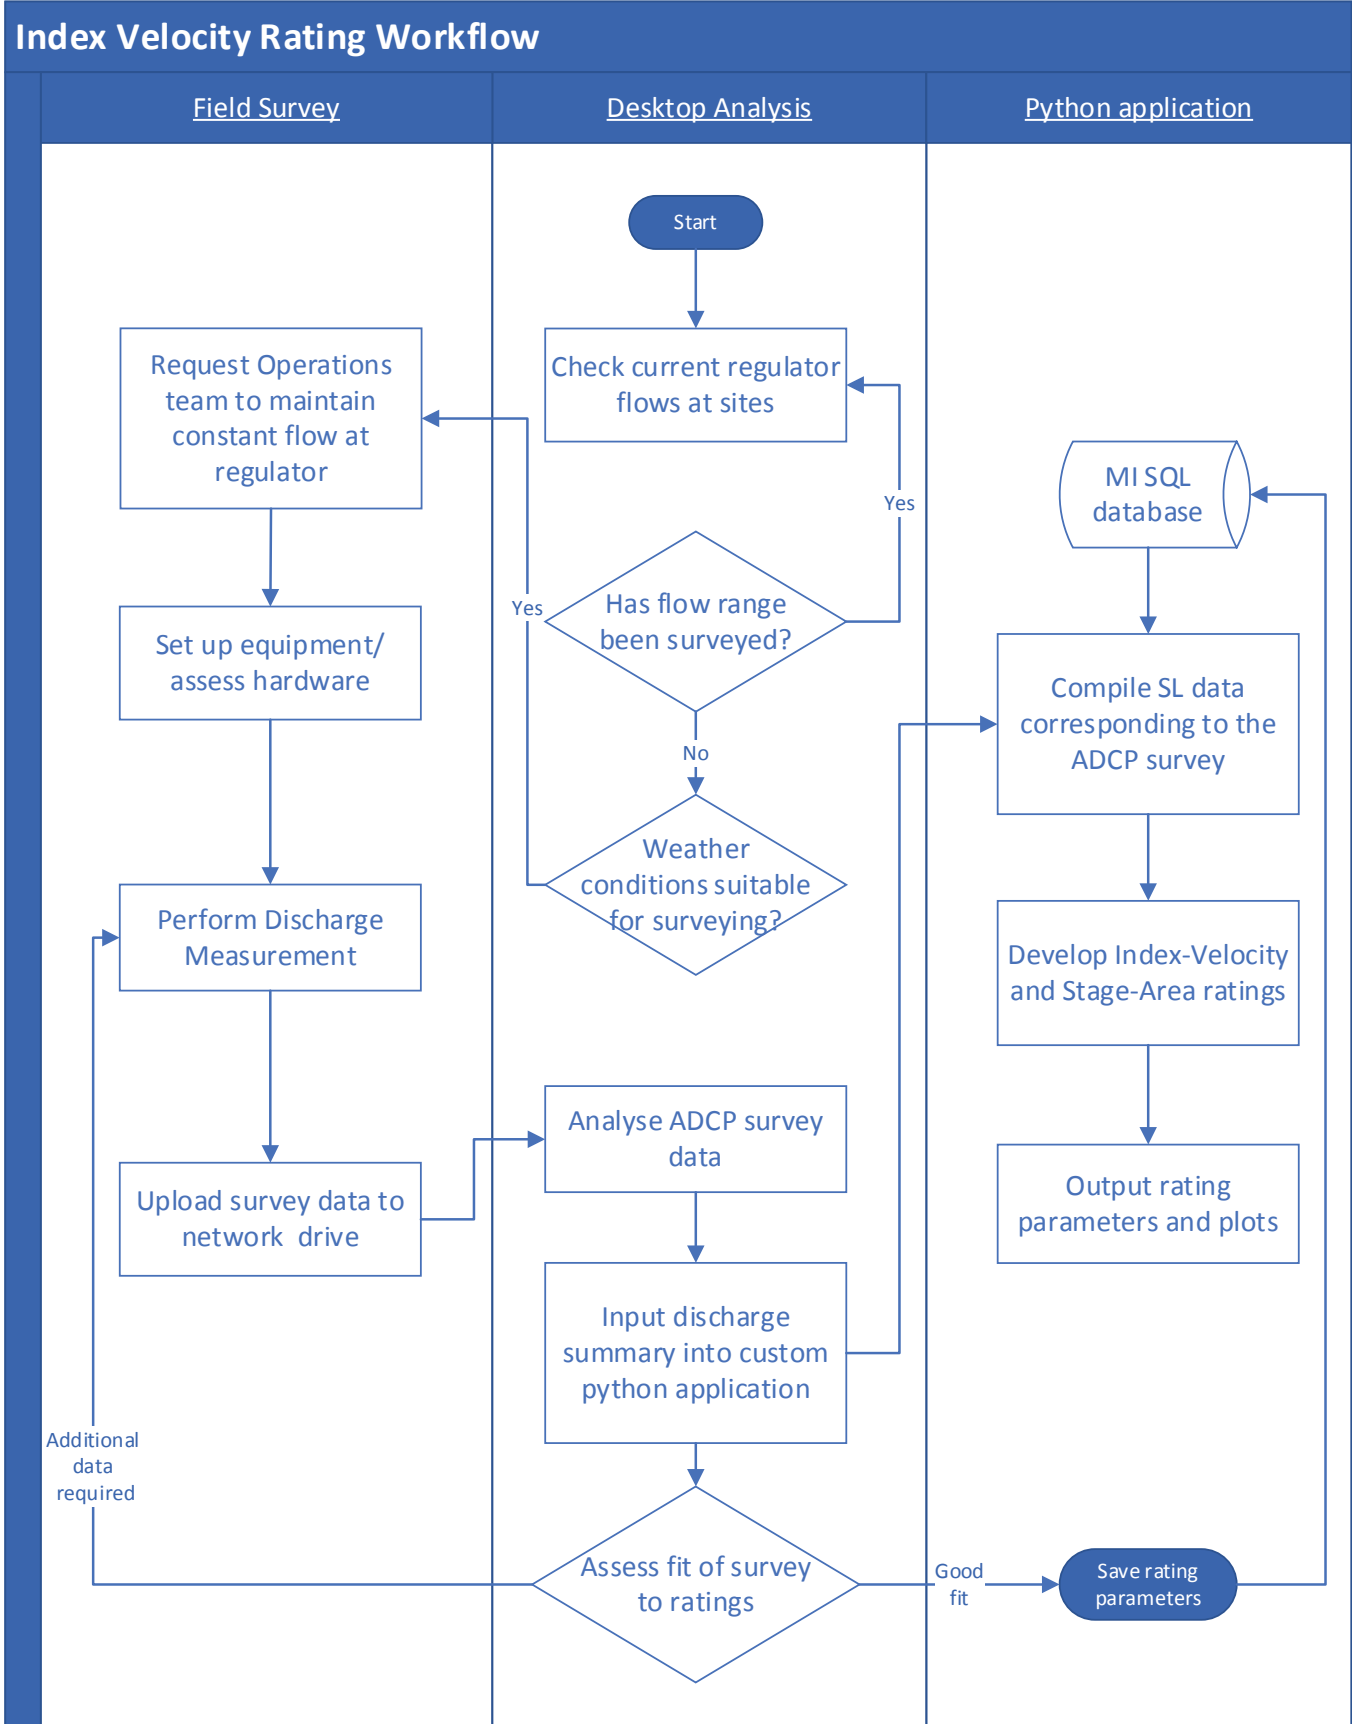 Index Velocity Rating Workflow
Field Survey
Desktop Analysis
Python application
Start
Request Operations
team to maintain
constant flow at
regulator
Check current regulator
flows at sites
MI SQL
database
Yes
Has flow range
been surveyed?
Yes
Set up equipment/
assess hardware
Compile SL data
corresponding to the
ADCP survey
No
Weather
conditions suitable
for surveying?
Perform Discharge
Measurement
Develop Index-Velocity
and Stage-Area ratings
Analyse ADCP survey
data
Upload survey data to
network drive
Output rating
parameters and plots
Input discharge
summary into custom
python application
Additional
data
required
Assess fit of survey
to ratings
Good
fit
Save rating
parameters